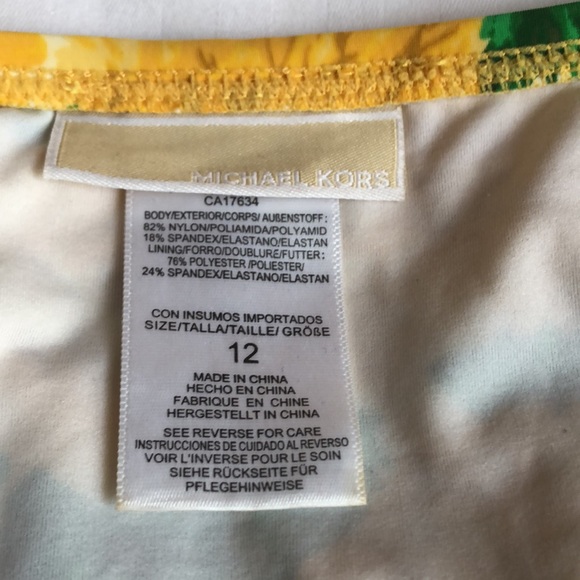 MICHAEL KORS
CA17634
BODY/EXTERIOR/CORPS/ AUßENSTOFF:
82% NYLON/POLIAMIDA/POLYAMID
18% SPANDEX/ELASTANO/ELASTAN
LINING/FORRO/DOUBLURE/FUTTER:
76% POLYESTER /POLIESTER/
24% SPANDEX/ELASTANO/ELASTAN
CON INSUMOS IMPORTADOS
SIZE/TALLA/TAILLE/ GRÖßE
12
MADE IN CHINA
HECHO EN CHINA
FABRIQUE EN CHINE
HERGESTELLT IN CHINA
SEE REVERSE FOR CARE
INSTRUCCIONES DE CUIDADO AL REVERSO
VOIR L'INVERSE POUR LE SOIN
SIEHE RÜCKSEITE FÜR
PFLEGEHINWEISE